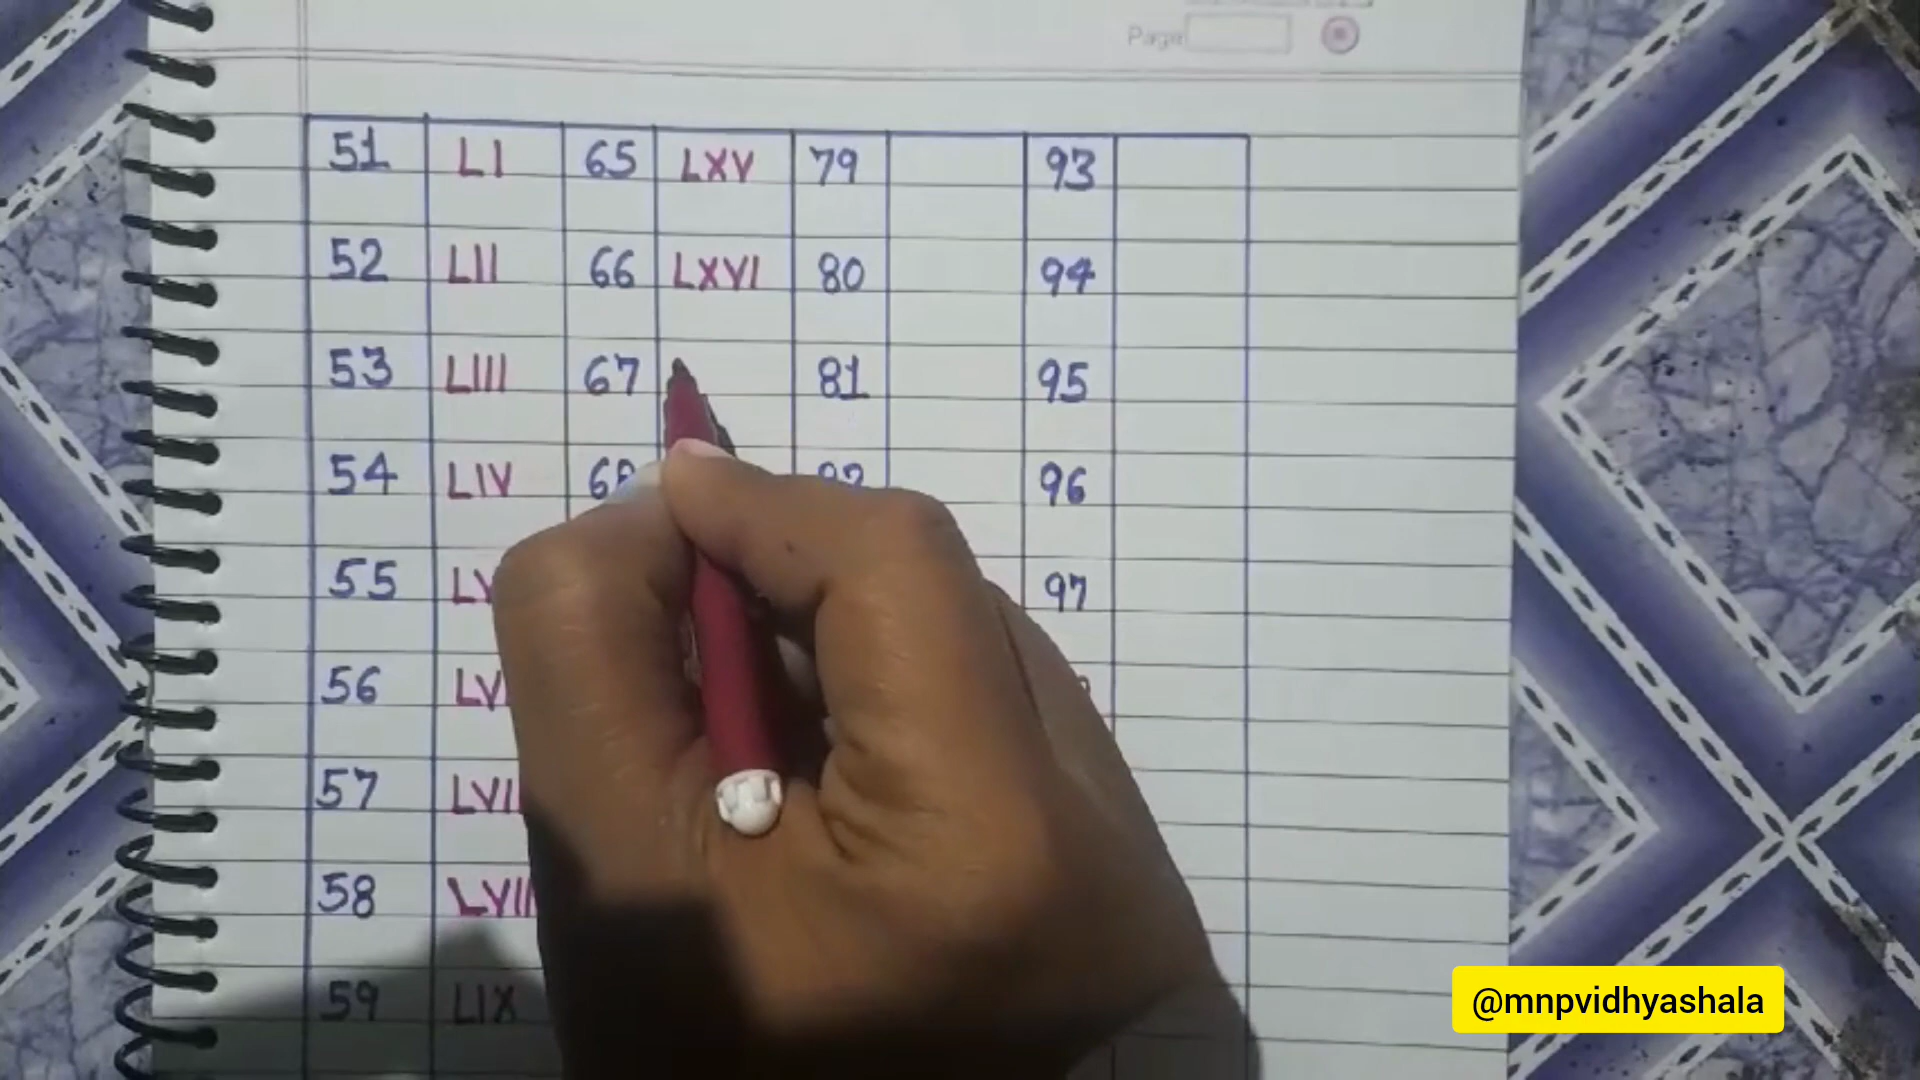 Page
51 LI 65 LXV 79 93
52 LII 66 LXVI 80 94
53 LIII 67 81 95
54 LIV 96
55 97
56
57
58
59 LIX
@mnpvidhyashala